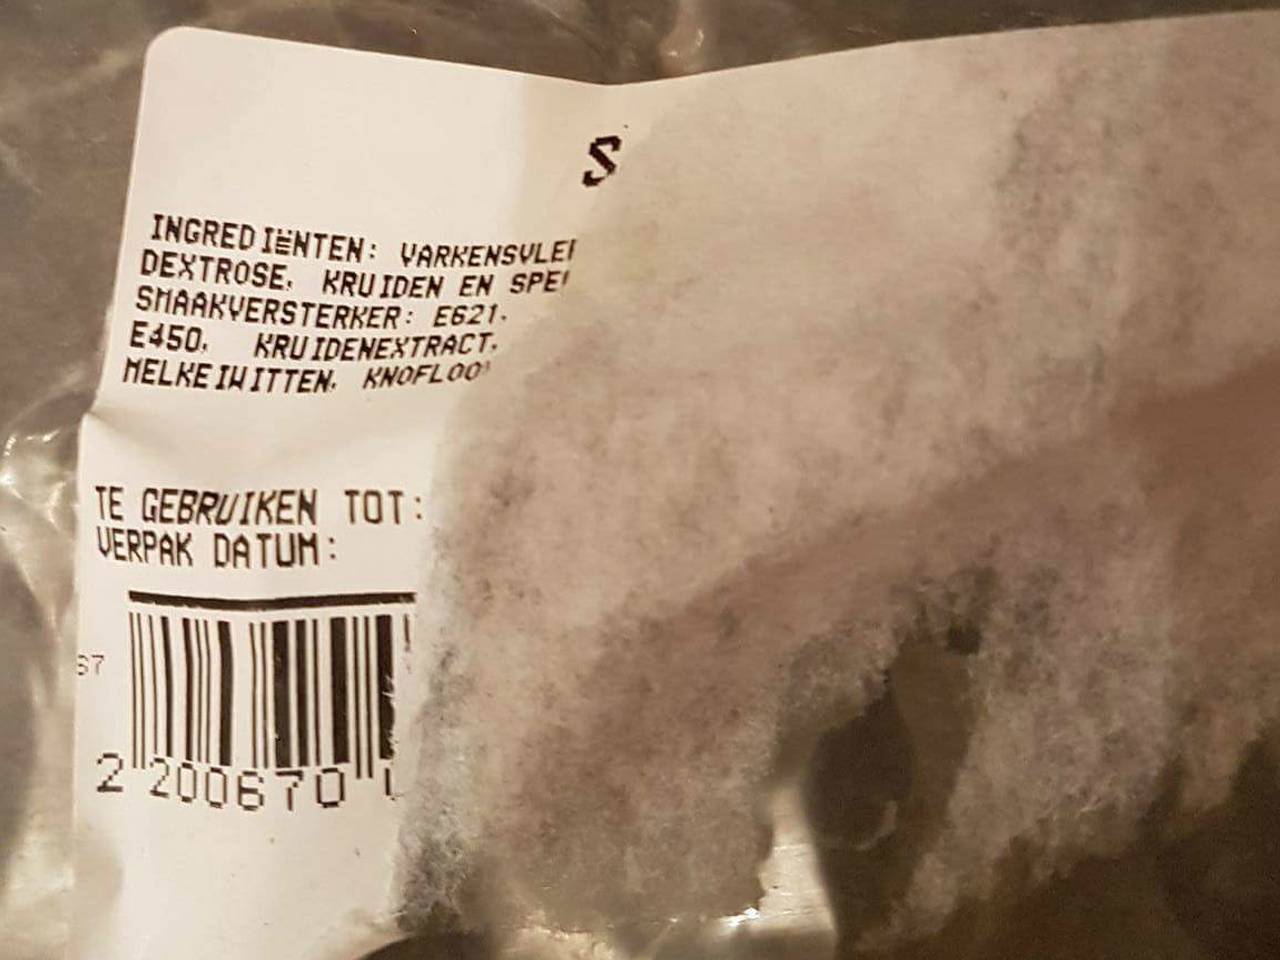 S
INGREDIËNTEN: VARKENSVLEI
DEXTROSE, KRUIDEN EN SPE
SMAAKVERSTERKER: E621.
E450, KRUIDENEXTRACT,
MELKEIWITTEN, KNOFLOO
TE GEBRUIKEN TOT:
VERPAK DATUM:
67
2 200670